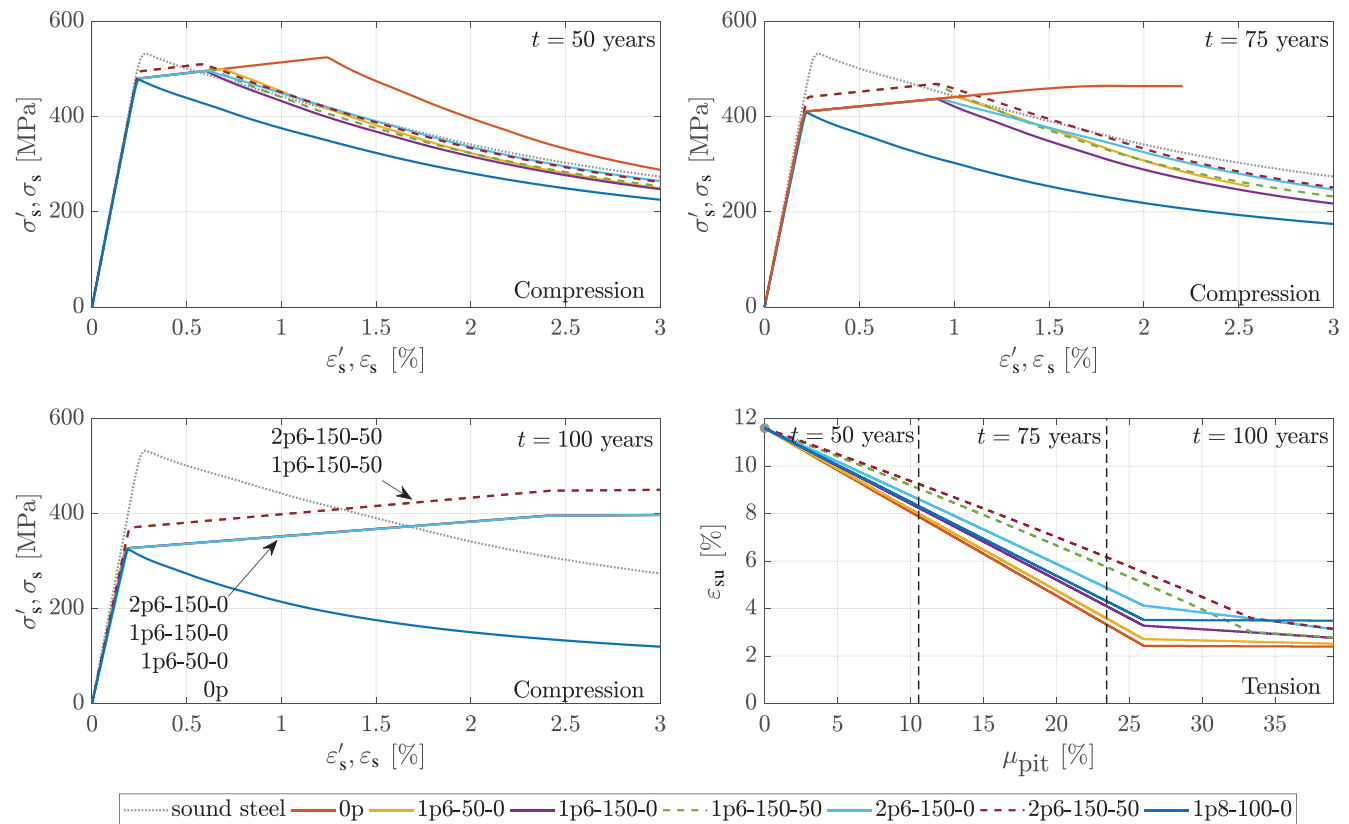 600
400
200
0
σ′s, σs [MPa]
t = 50 years
Compression
0 0.5 1 1.5 2 2.5 3
ε′s, εs [%]
600
400
200
0
σ′s, σs [MPa]
t = 75 years
Compression
0 0.5 1 1.5 2 2.5 3
ε′s, εs [%]
600
400
200
0
σ′s, σs [MPa]
2p6-150-50
1p6-150-50
t = 100 years
2p6-150-0
1p6-150-0
1p6-50-0
0p
Compression
0 0.5 1 1.5 2 2.5 3
ε′s, εs [%]
12
10
8
6
4
2
0
εsu [%]
t = 50 years t = 75 years t = 100 years
Tension
0 5 10 15 20 25 30 35
μpit [%]
sound steel 0p 1p6-50-0 1p6-150-0 1p6-150-50 2p6-150-0 2p6-150-50 1p8-100-0